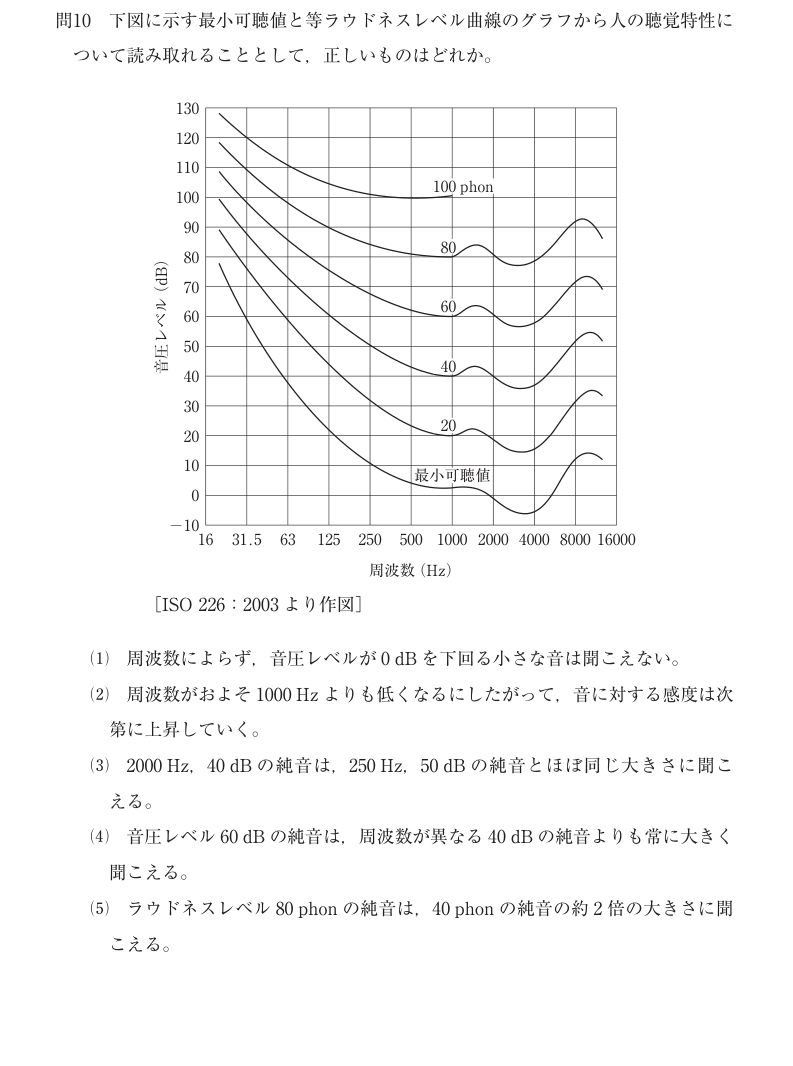 問10　下図に示す最小可聴値と等ラウドネスレベル曲線のグラフから人の聴覚特性に
ついて読み取れることとして，正しいものはどれか。
130
120
110
100
90
80
70
60
50
40
30
20
10
0
－10
音圧レベル（dB）
100 phon
80
60
40
20
最小可聴値
16 31.5 63 125 250 500 1000 2000 4000 8000 16000
周波数（Hz）
［ISO 226：2003 より作図］
⑴　周波数によらず，音圧レベルが 0 dB を下回る小さな音は聞こえない。
⑵　周波数がおよそ 1000 Hz よりも低くなるにしたがって，音に対する感度は次
第に上昇していく。
⑶　2000 Hz，40 dB の純音は，250 Hz，50 dB の純音とほぼ同じ大きさに聞こ
える。
⑷　音圧レベル 60 dB の純音は，周波数が異なる 40 dB の純音よりも常に大きく
聞こえる。
⑸　ラウドネスレベル 80 phon の純音は，40 phon の純音の約 2 倍の大きさに聞
こえる。